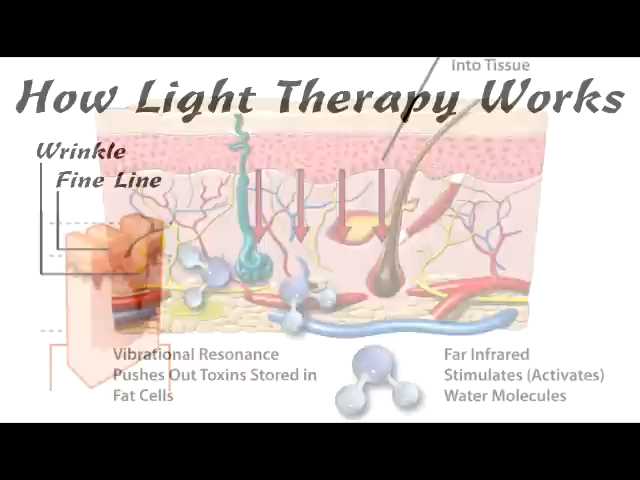 Into Tissue
How Light Therapy Works
Wrinkle
Fine Line
Vibrational Resonance
Pushes Out Toxins Stored in
Fat Cells
Far Infrared
Stimulates (Activates)
Water Molecules